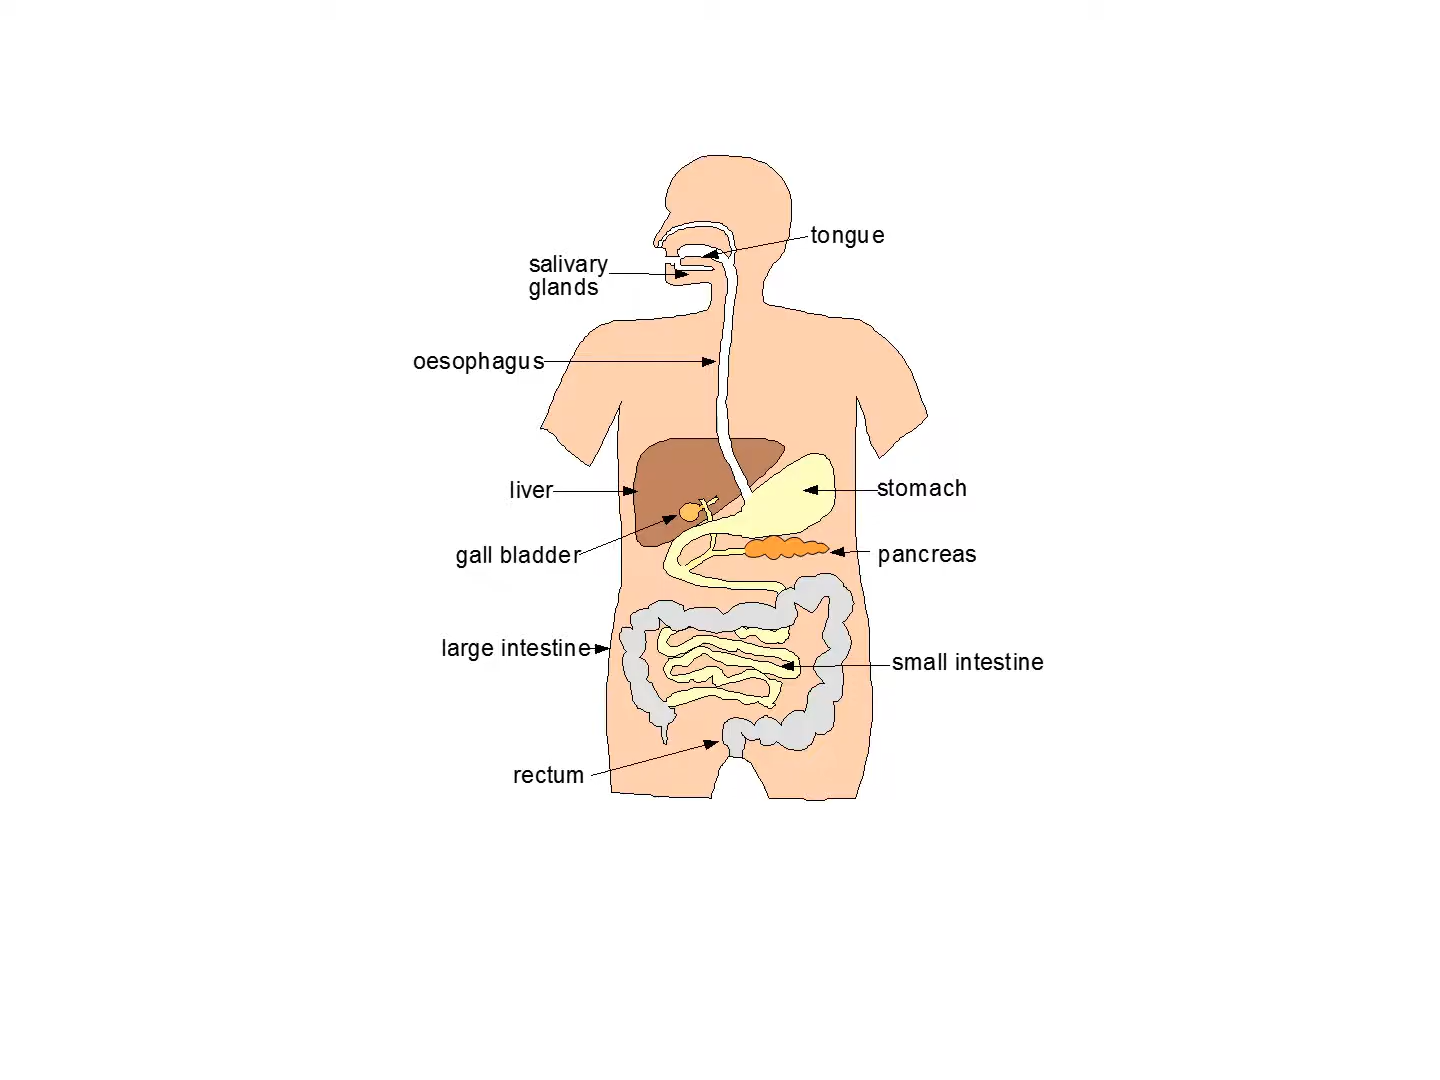 tongue
salivary
glands
oesophagus
liver
stomach
gall bladder
pancreas
large intestine
small intestine
rectum